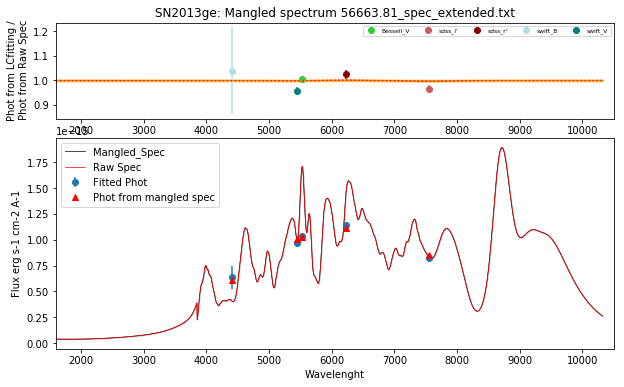 SN2013ge: Mangled spectrum 56663.81_spec_extended.txt
Phot from LCfitting /
Phot from Raw Spec
1.2
1.1
1.0
0.9
Bessell_V
sdss_i'
sdss_r'
swift_B
swift_V
2000 3000 4000 5000 6000 7000 8000 9000 10000
Flux erg s-1 cm-2 A-1
1.75
1.50
1.25
1.00
0.75
0.50
0.25
0.00
Mangled_Spec
Raw Spec
Fitted Phot
Phot from mangled spec
2000 3000 4000 5000 6000 7000 8000 9000 10000
Wavelenght